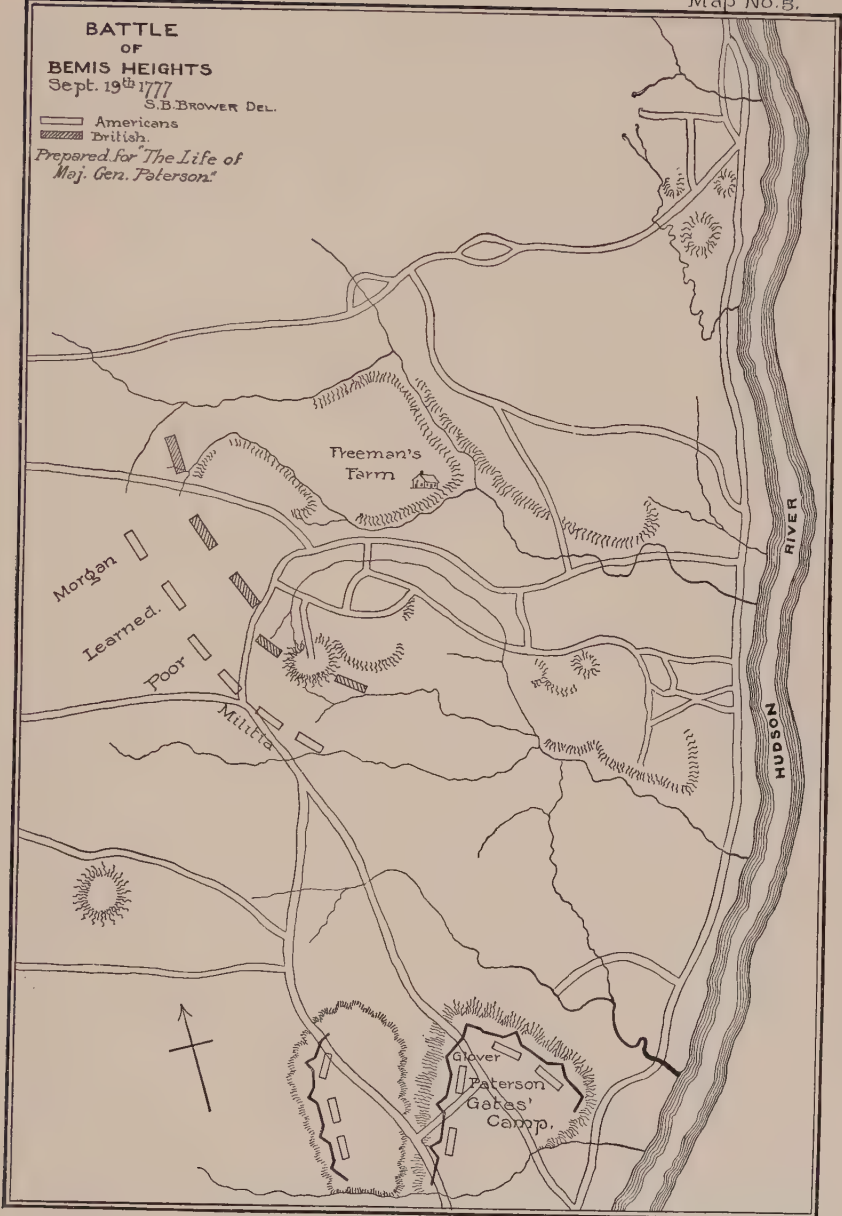 Map No. 5.
BATTLE
OF
BEMIS HEIGHTS
Sept. 19th 1777
S.B. BROWER DEL.
Americans
British.
Prepared for "The Life of
Maj. Gen. Paterson."
Freeman's
Farm
RIVER
HUDSON
Morgan
Learned.
Poor
Militia
Glover
Paterson
Gates'
Camp.